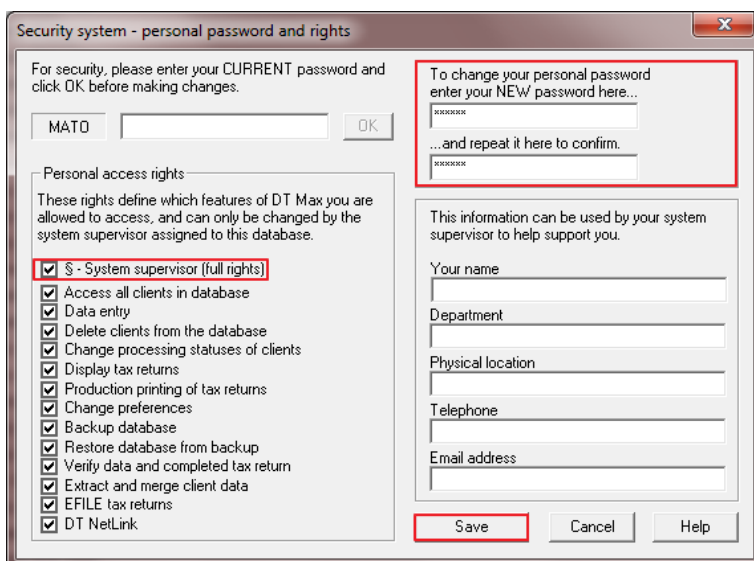 Security system - personal password and rights
For security, please enter your CURRENT password and
click OK before making changes.
MATO
OK
Personal access rights
These rights define which features of DT Max you are
allowed to access, and can only be changed by the
system supervisor assigned to this database.
§ - System supervisor (full rights)
Access all clients in database
Data entry
Delete clients from the database
Change processing statuses of clients
Display tax returns
Production printing of tax returns
Change preferences
Backup database
Restore database from backup
Verify data and completed tax return
Extract and merge client data
EFILE tax returns
DT NetLink
To change your personal password
enter your NEW password here...
xxxxxx
...and repeat it here to confirm.
xxxxxx
This information can be used by your system
supervisor to help support you.
Your name
Department
Physical location
Telephone
Email address
Save
Cancel
Help